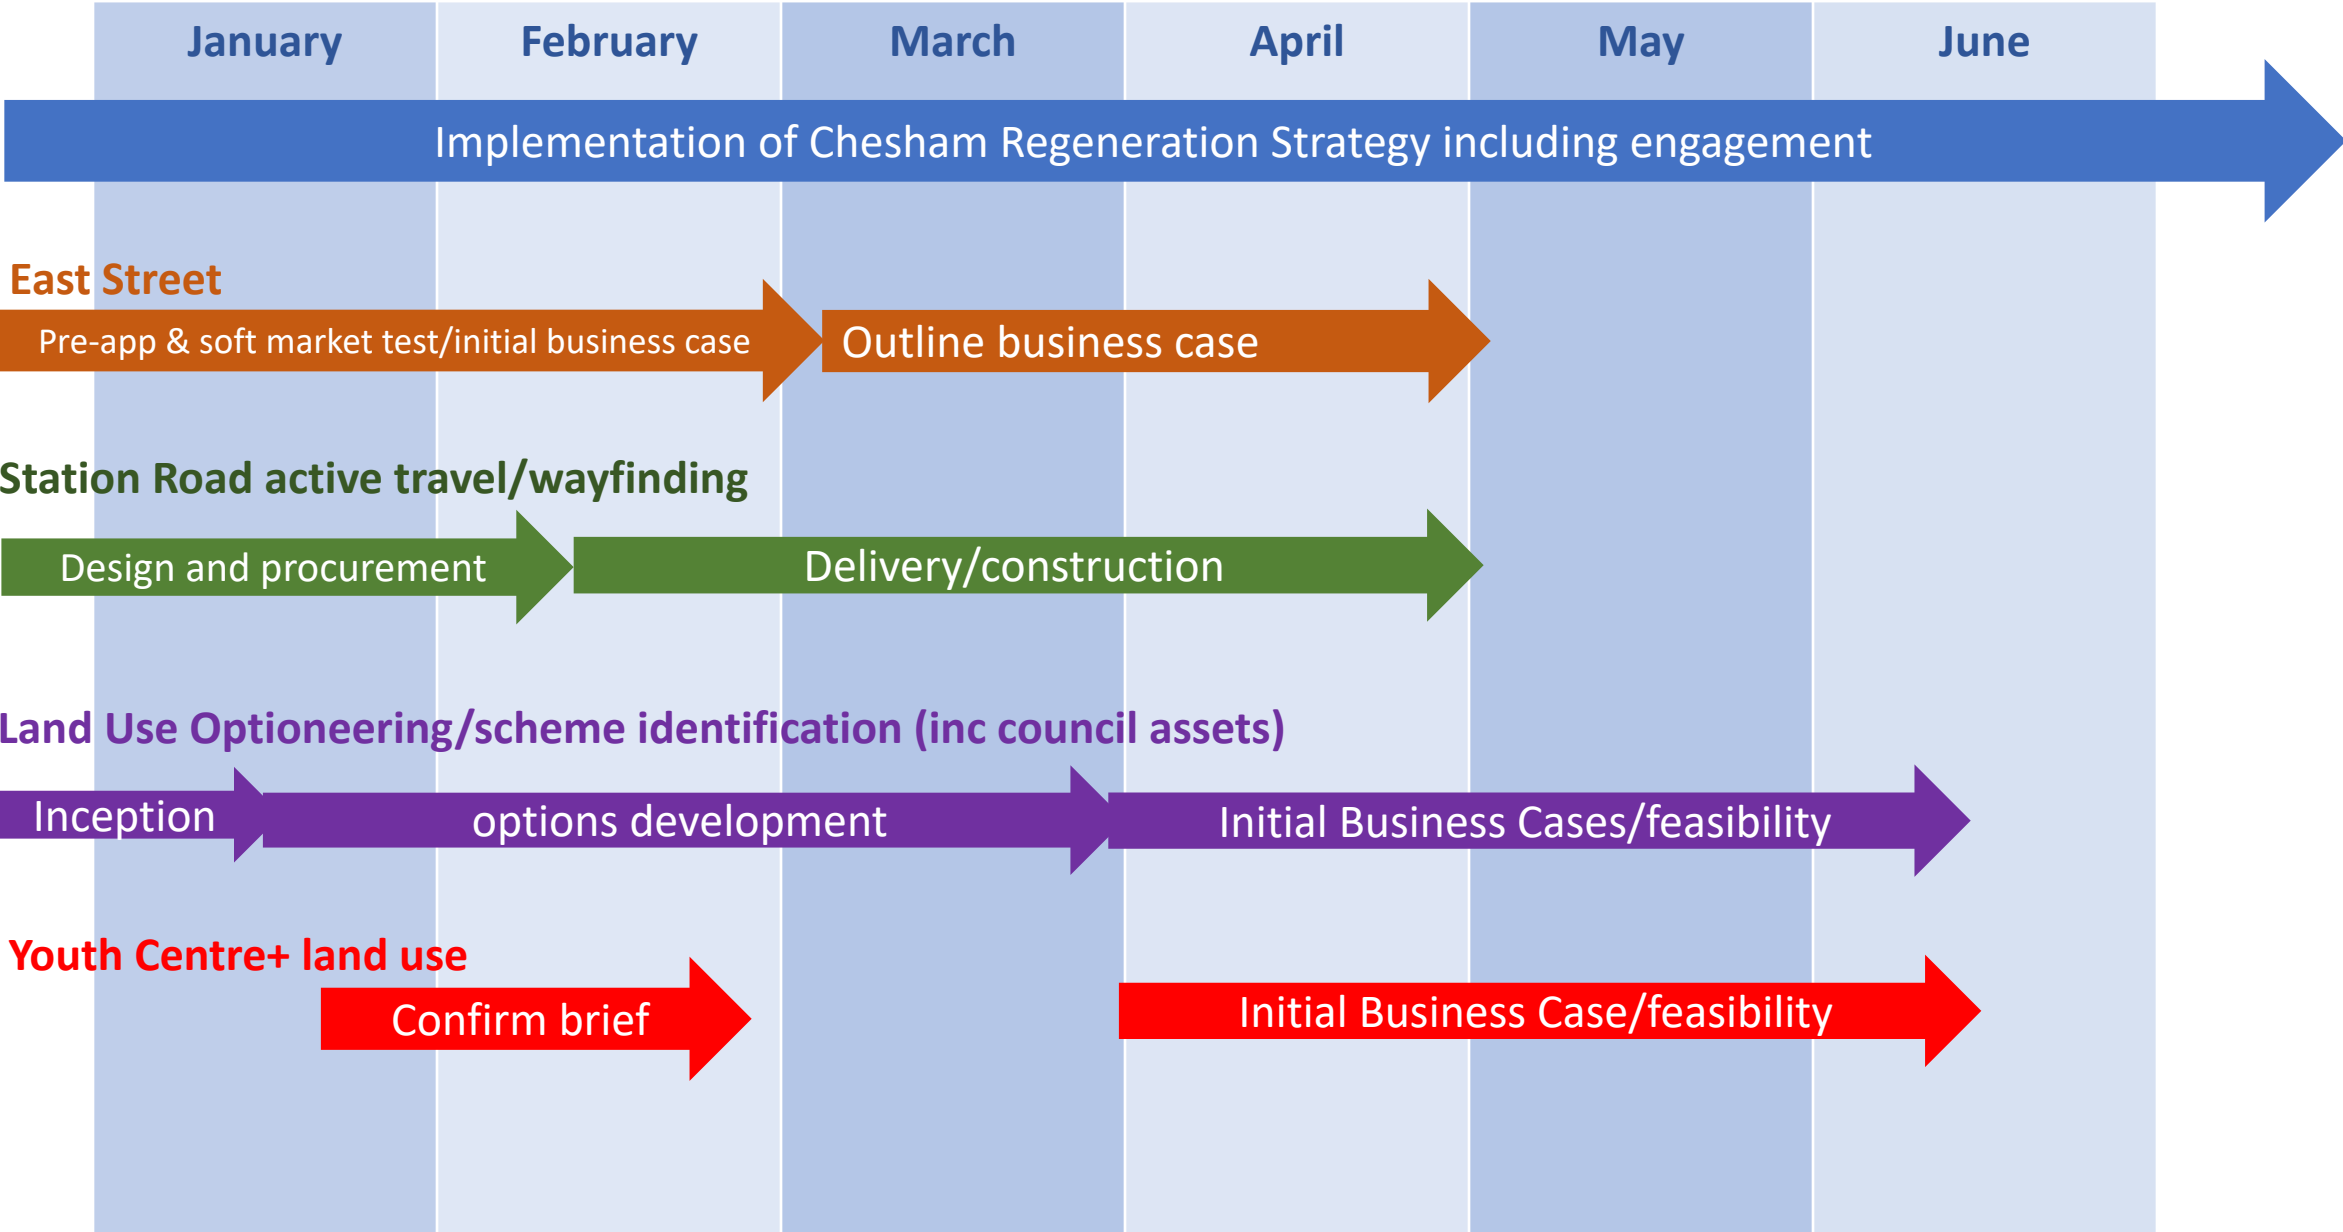 January February March April May June
Implementation of Chesham Regeneration Strategy including engagement
East Street
Pre-app & soft market test/initial business case Outline business case
Station Road active travel/wayfinding
Design and procurement Delivery/construction
Land Use Optioneering/scheme identification (inc council assets)
Inception options development Initial Business Cases/feasibility
Youth Centre+ land use
Confirm brief Initial Business Case/feasibility